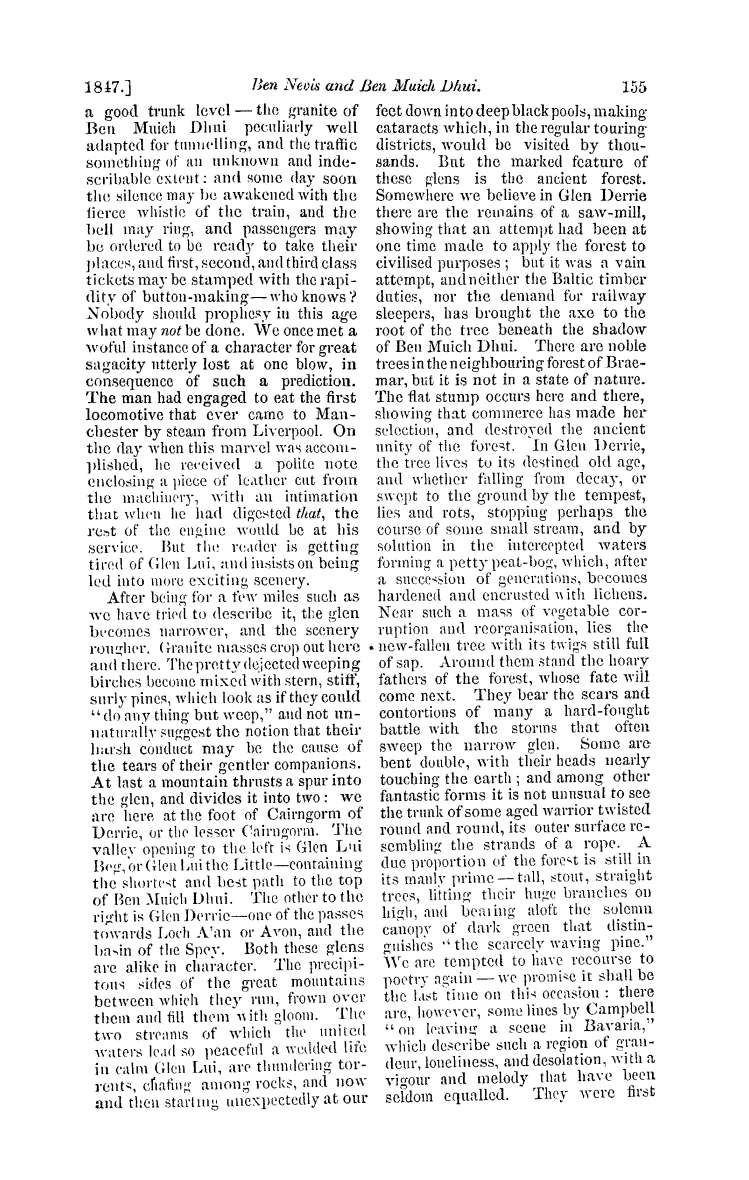 1847.] Ben Nevis and Ben Muich Dhui. 155
a good trunk level — the granite of
Ben Muich Dhui peculiarly well
adapted for tunnelling, and the traffic
something of an unknown and inde-
scribable extent: and some day soon
the silence may be awakened with the
fierce whistle of the train, and the
bell may ring, and passengers may
be ordered to be ready to take their
places, and first, second, and third class
tickets may be stamped with the rapi-
dity of button-making — who knows?
Nobody should prophesy in this age
what may not be done. We once met a
woful instance of a character for great
sagacity utterly lost at one blow, in
consequence of such a prediction.
The man had engaged to eat the first
locomotive that ever came to Man-
chester by steam from Liverpool. On
the day when this marvel was accom-
plished, he received a polite note
enclosing a piece of leather cut from
the machinery, with an intimation
that when he had digested that, the
rest of the engine would be at his
service. But the reader is getting
tired of Glen Lui, and insists on being
led into more exciting scenery.
After being for a few miles such as
we have tried to describe it, the glen
becomes narrower, and the scenery
rougher. Granite masses crop out here
and there. The pretty dejected weeping
birches become mixed with stern, stiff,
surly pines, which look as if they could
"do any thing but weep," and not un-
naturally suggest the notion that their
harsh conduct may be the cause of
the tears of their gentler companions.
At last a mountain thrusts a spur into
the glen, and divides it into two: we
are here at the foot of Cairngorm of
Derrie, or the lesser Cairngorm. The
valley opening to the left is Glen Lui
Beg, or Glen Lui the Little—containing
the shortest and best path to the top
of Ben Muich Dhui. The other to the
right is Glen Derrie—one of the passes
towards Loch A'an or Avon, and the
basin of the Spey. Both these glens
are alike in character. The precipi-
tous sides of the great mountains
between which they run, frown over
them and fill them with gloom. The
two streams of which the united
waters lead so peaceful a wedded life
in calm Glen Lui, are thundering tor-
rents, chafing among rocks, and now
and then starting unexpectedly at our
feet down into deep black pools, making
cataracts which, in the regular touring
districts, would be visited by thou-
sands. But the marked feature of
these glens is the ancient forest.
Somewhere we believe in Glen Derrie
there are the remains of a saw-mill,
showing that an attempt had been at
one time made to apply the forest to
civilised purposes; but it was a vain
attempt, and neither the Baltic timber
duties, nor the demand for railway
sleepers, has brought the axe to the
root of the tree beneath the shadow
of Ben Muich Dhui. There are noble
trees in the neighbouring forest of Brae-
mar, but it is not in a state of nature.
The flat stump occurs here and there,
showing that commerce has made her
selection, and destroyed the ancient
unity of the forest. In Glen Derrie,
the tree lives to its destined old age,
and whether falling from decay, or
swept to the ground by the tempest,
lies and rots, stopping perhaps the
course of some small stream, and by
solution in the intercepted waters
forming a petty peat-bog, which, after
a succession of generations, becomes
hardened and encrusted with lichens.
Near such a mass of vegetable cor-
ruption and reorganisation, lies the
new-fallen tree with its twigs still full
of sap. Around them stand the hoary
fathers of the forest, whose fate will
come next. They bear the scars and
contortions of many a hard-fought
battle with the storms that often
sweep the narrow glen. Some are
bent double, with their heads nearly
touching the earth; and among other
fantastic forms it is not unusual to see
the trunk of some aged warrior twisted
round and round, its outer surface re-
sembling the strands of a rope. A
due proportion of the forest is still in
its manly prime — tall, stout, straight
trees, lifting their huge branches on
high, and bearing aloft the solemn
canopy of dark green that distin-
guishes "the scarcely waving pine."
We are tempted to have recourse to
poetry again — we promise it shall be
the last time on this occasion: there
are, however, some lines by Campbell
"on leaving a scene in Bavaria,"
which describe such a region of gran-
deur, loneliness, and desolation, with a
vigour and melody that have been
seldom equalled. They were first